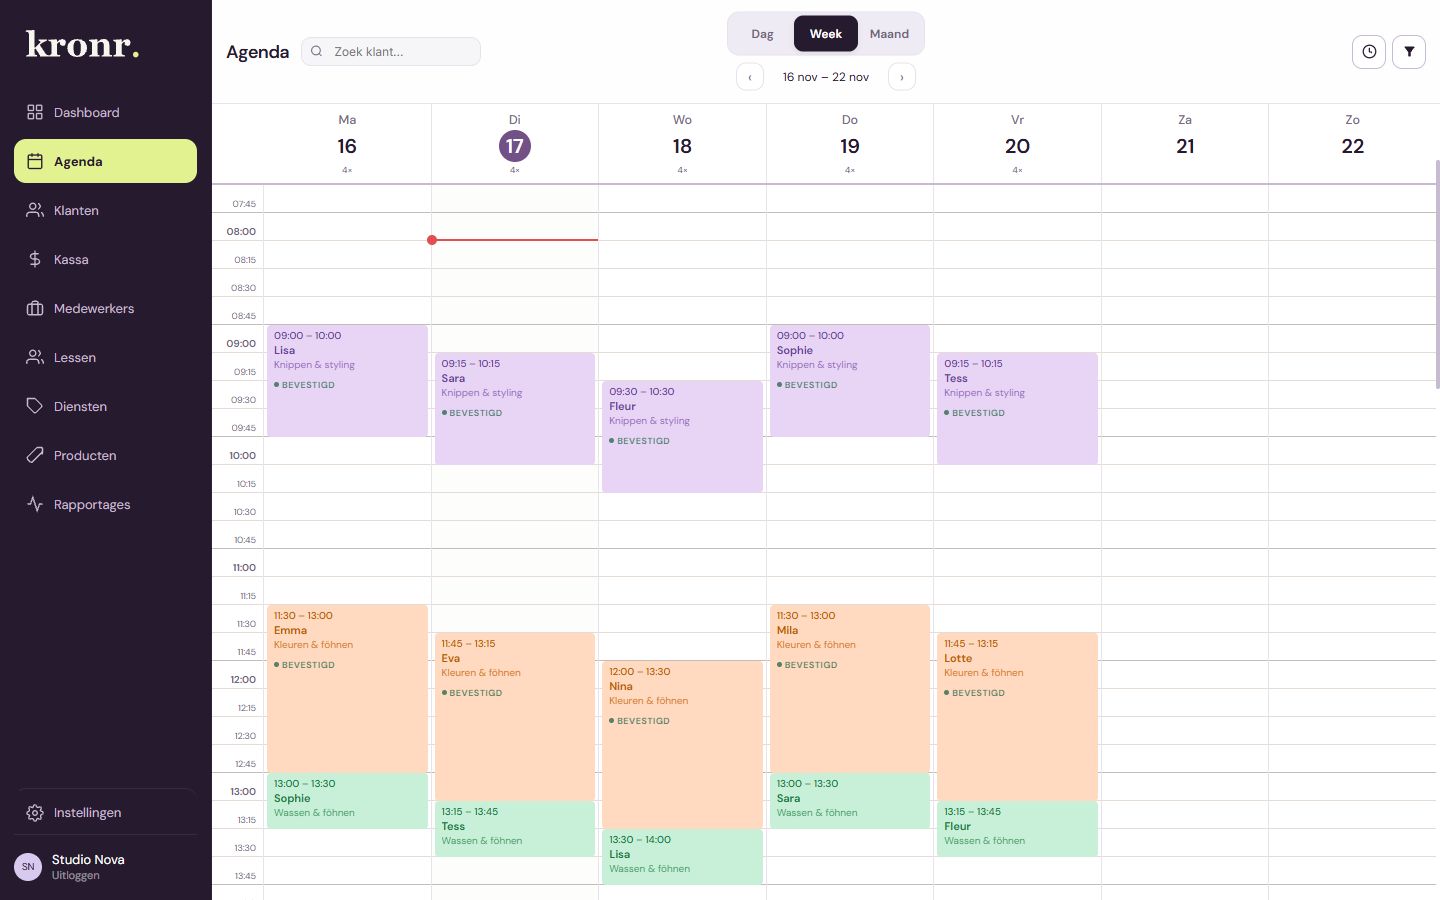 kronr.
Dashboard
Agenda
Klanten
Kassa
Medewerkers
Lessen
Diensten
Producten
Rapportages
Instellingen
SN
Studio Nova
Uitloggen
Agenda
Zoek klant...
Dag Week Maand
‹ 16 nov – 22 nov ›
Ma Di Wo Do Vr Za Zo
16 17 18 19 20 21 22
4× 4× 4× 4× 4×
07:45
08:00
08:15
08:30
08:45
09:00
09:15
09:30
09:45
10:00
10:15
10:30
10:45
11:00
11:15
11:30
11:45
12:00
12:15
12:30
12:45
13:00
13:15
13:30
13:45
09:00 – 10:00
Lisa
Knippen & styling
BEVESTIGD
11:30 – 13:00
Emma
Kleuren & föhnen
BEVESTIGD
13:00 – 13:30
Sophie
Wassen & föhnen
09:15 – 10:15
Sara
Knippen & styling
BEVESTIGD
11:45 – 13:15
Eva
Kleuren & föhnen
BEVESTIGD
13:15 – 13:45
Tess
Wassen & föhnen
09:30 – 10:30
Fleur
Knippen & styling
BEVESTIGD
12:00 – 13:30
Nina
Kleuren & föhnen
BEVESTIGD
13:30 – 14:00
Lisa
Wassen & föhnen
09:00 – 10:00
Sophie
Knippen & styling
BEVESTIGD
11:30 – 13:00
Mila
Kleuren & föhnen
BEVESTIGD
13:00 – 13:30
Sara
Wassen & föhnen
09:15 – 10:15
Tess
Knippen & styling
BEVESTIGD
11:45 – 13:15
Lotte
Kleuren & föhnen
BEVESTIGD
13:15 – 13:45
Fleur
Wassen & föhnen